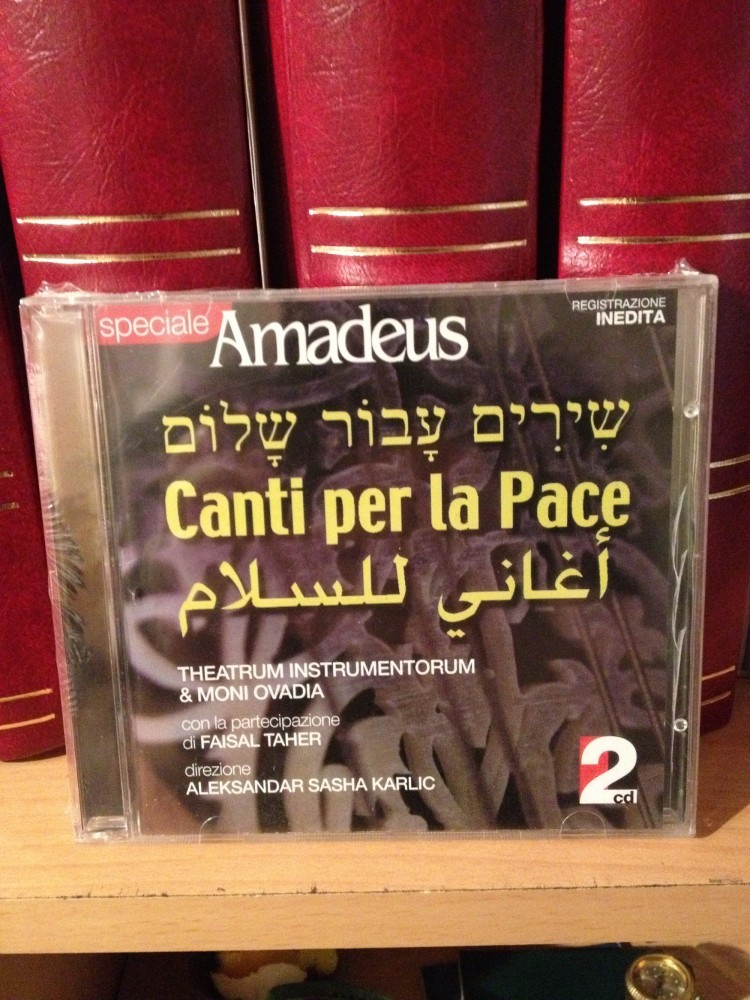 speciale Amadeus
REGISTRAZIONE
INEDITA
שִׁירִים עָבוֹר שָׁלוֹם
Canti per la Pace
أغاني للسلام
THEATRUM INSTRUMENTORUM
& MONI OVADIA
con la partecipazione
di FAISAL TAHER
direzione
ALEKSANDAR SASHA KARLIC
2
cd